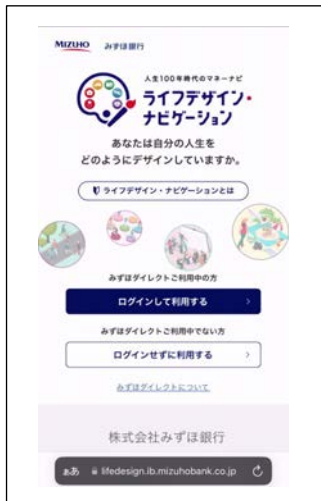 MIZUHO みずほ銀行
人生100年時代のマネーナビ
ライフデザイン・
ナビゲーション
あなたは自分の人生を
どのようにデザインしていますか。
ライフデザイン・ナビゲーションとは
みずほダイレクトご利用中の方
ログインして利用する
みずほダイレクトご利用中でない方
ログインせずに利用する
みずほダイレクトについて
株式会社みずほ銀行
ぁあ lifedesign.ib.mizuhobank.co.jp